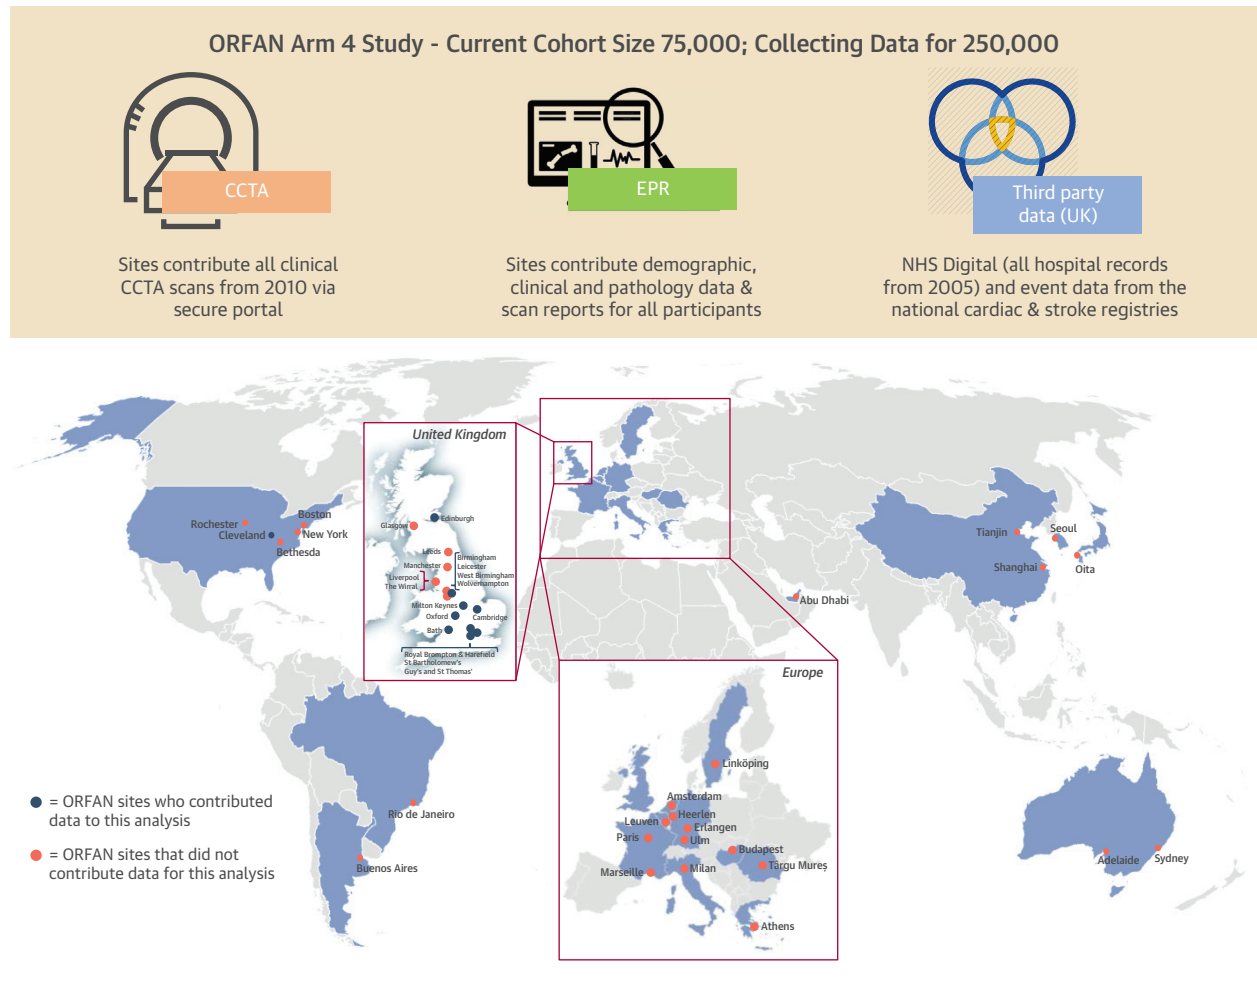 ORFAN Arm 4 Study - Current Cohort Size 75,000; Collecting Data for 250,000
CCTA
EPR
Third party
data (UK)
Sites contribute all clinical
CCTA scans from 2010 via
secure portal
Sites contribute demographic,
clinical and pathology data &
scan reports for all participants
NHS Digital (all hospital records
from 2005) and event data from the
national cardiac & stroke registries
United Kingdom
Edinburgh
Glasgow
Leeds
Manchester
Birmingham
Leicester
West Birmingham
Wolverhampton
Liverpool
The Wirral
Milton Keynes
Oxford
Cambridge
Bath
Royal Brompton & Harefield
St Bartholomew's
Guy's and St Thomas'
Rochester
Boston
Cleveland
New York
Bethesda
Tianjin
Seoul
Shanghai
Oita
Abu Dhabi
Europe
Linköping
Amsterdam
Heerlen
Leuven
Erlangen
Paris
Ulm
Budapest
Târgu Mureș
Marseille
Milan
Athens
Rio de Janeiro
Buenos Aires
Adelaide
Sydney
= ORFAN sites who contributed
data to this analysis
= ORFAN sites that did not
contribute data for this analysis